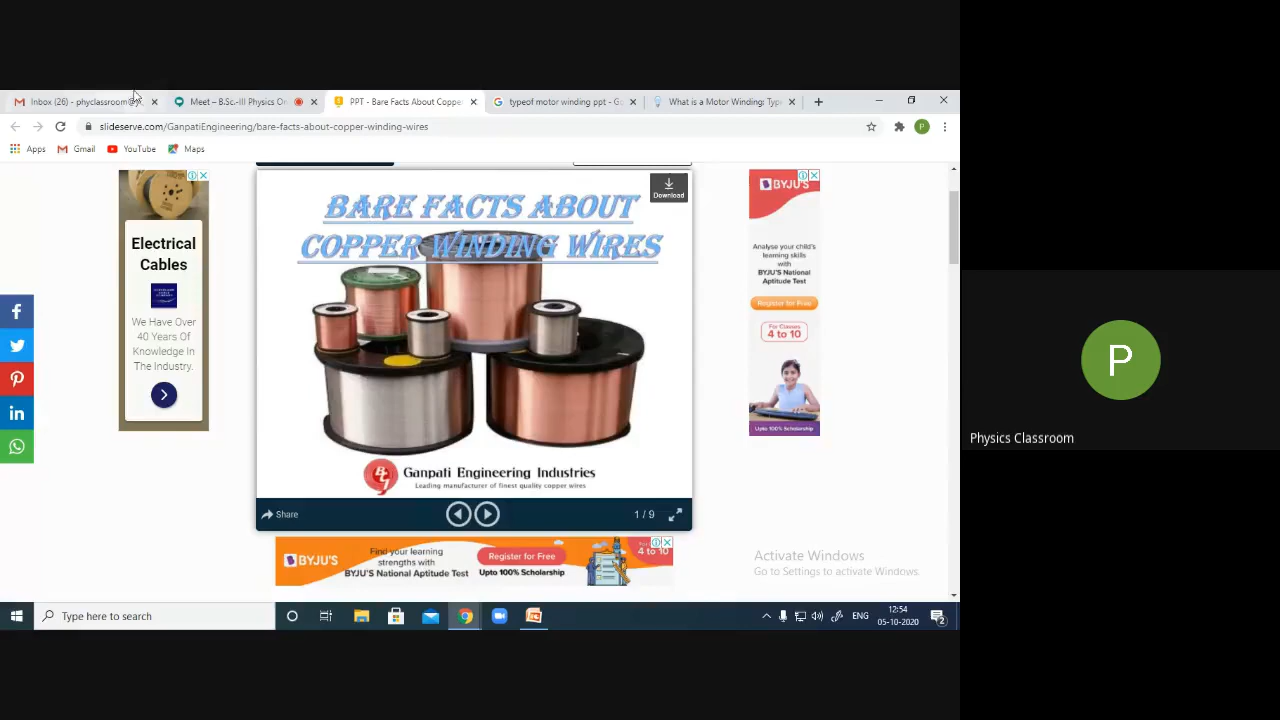 Inbox (26) - phyclassroom@
Meet – B.Sc.-III Physics O
PPT - Bare Facts About Copper
typeof motor winding ppt - Go
What is a Motor Winding: Typ
slideserve.com/GanpatiEngineering/bare-facts-about-copper-winding-wires
Apps
Gmail
YouTube
Maps
Electrical
Cables
We Have Over
40 Years Of
Knowledge In
The Industry.
BARE FACTS ABOUT
COPPER WINDING WIRES
Download
Ganpati Engineering Industries
Leading manufacturer of finest quality copper wires
Share
1 / 9
BYJU'S
Analyse your child's
learning skills
with
BYJU'S National
Aptitude Test
Register for Free
For Classes
4 to 10
Upto 100% Scholarship
BYJU'S
Find your learning
strengths with
BYJU'S National Aptitude Test
Register for Free
Upto 100% Scholarship
4 to 10
Activate Windows
Go to Settings to activate Windows.
Type here to search
ENG
12:54
05-10-2020
2
P
P
Physics Classroom